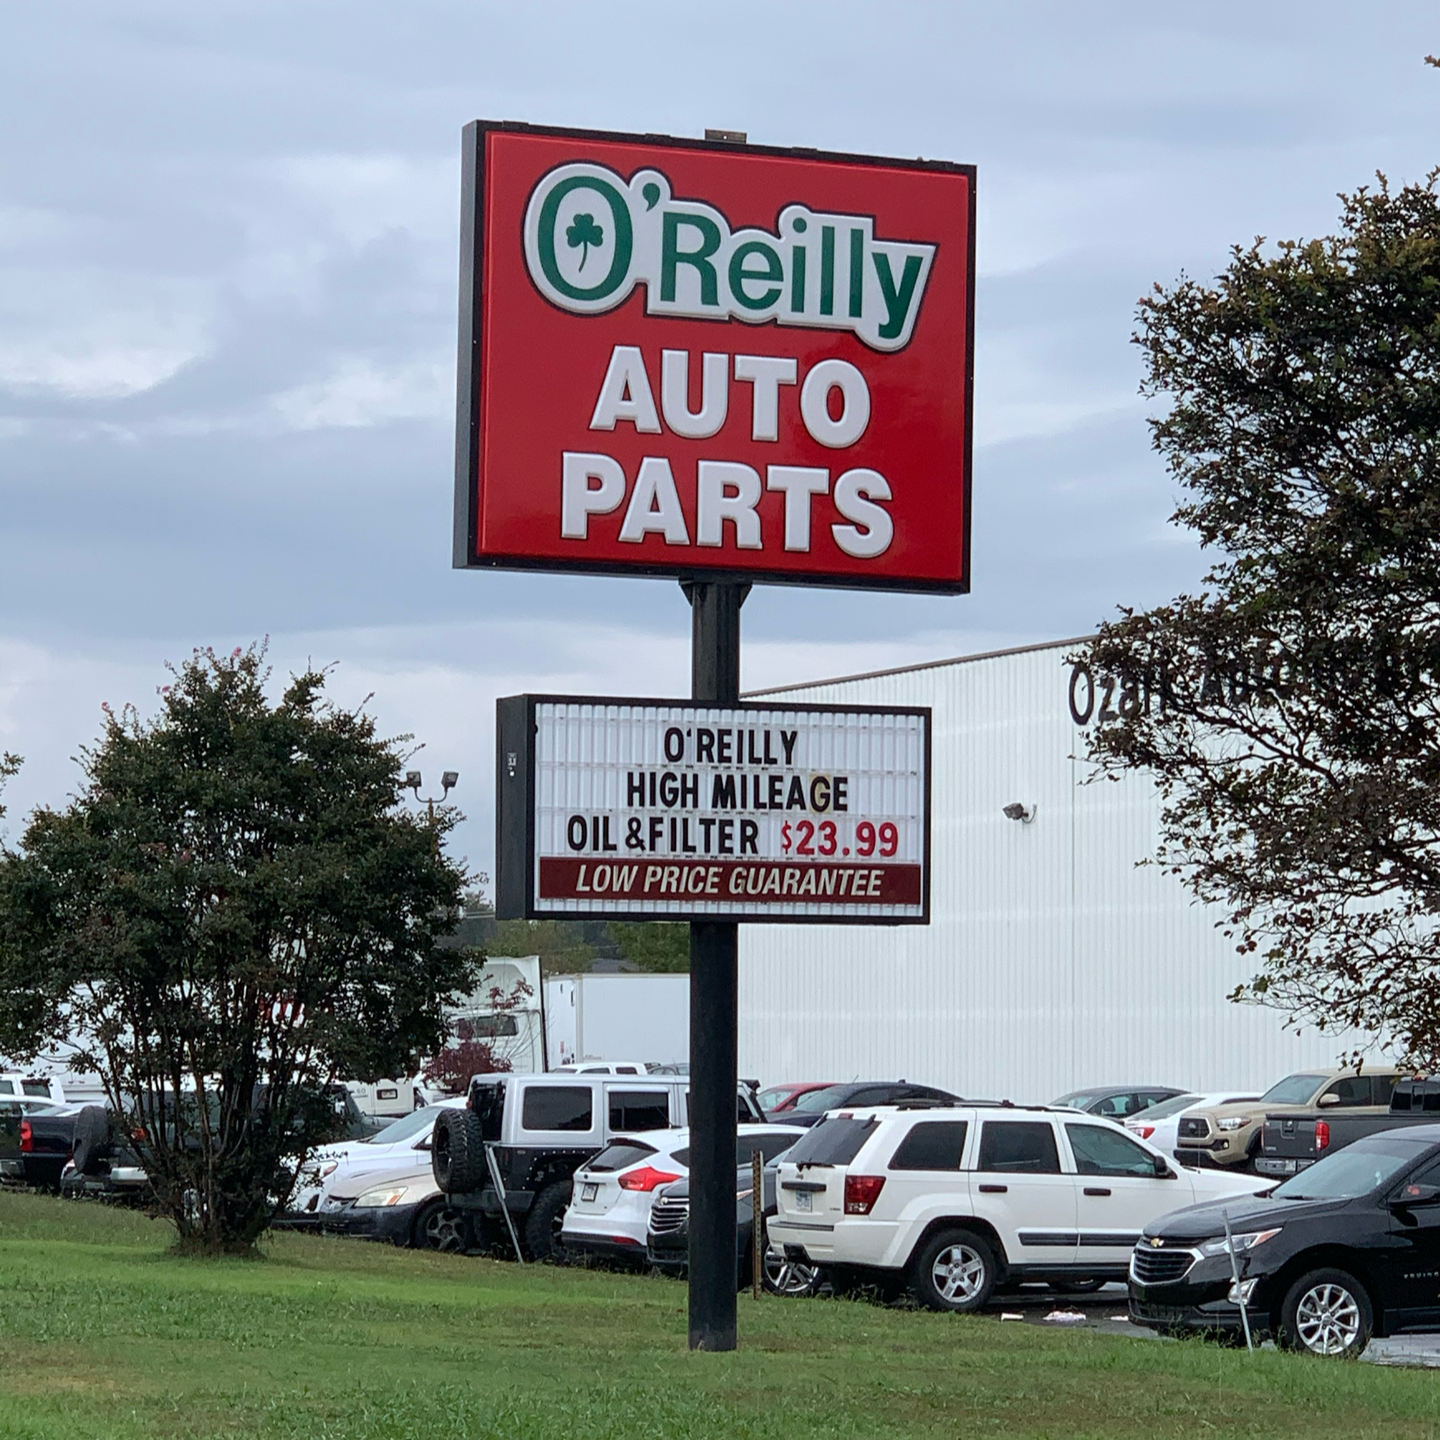 O'Reilly
AUTO
PARTS
O'REILLY
HIGH MILEAGE
OIL & FILTER $23.99
LOW PRICE GUARANTEE